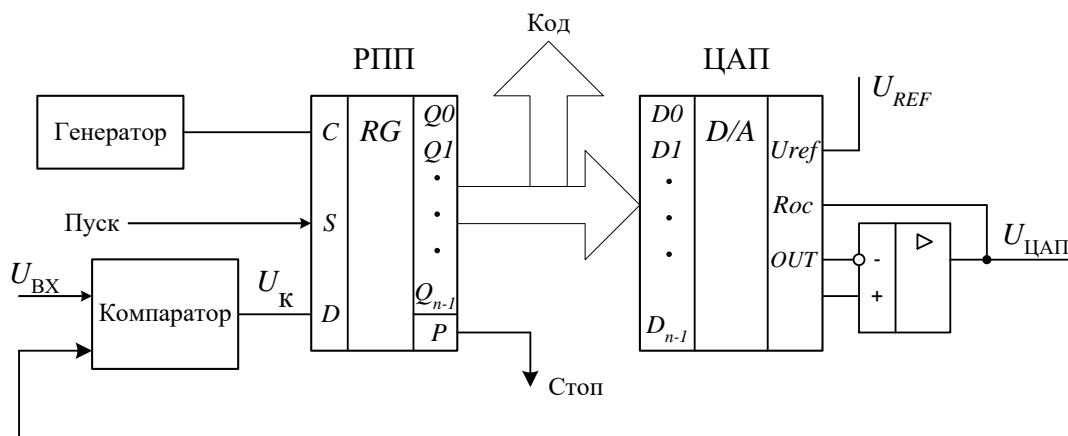 Код
РПП
ЦАП
Генератор
C
RG
Q0
Q1
D0
D1
D/A
Uref
U_REF
Пуск
S
Roc
U_ВХ
Компаратор
U_К
D
Q_n-1
P
D_n-1
OUT
-
+
▷
U_ЦАП
Стоп